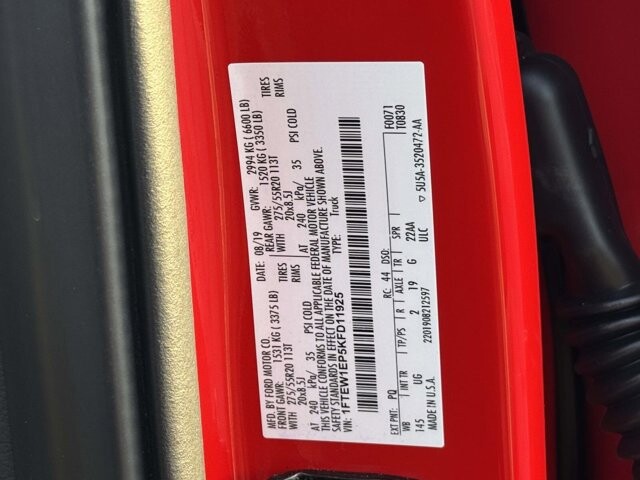 MFD. BY FORD MOTOR CO.
DATE: 08/19 GVWR: 2994 KG ( 6600 LB)
FRONT GAWR: 1531 KG ( 3375 LB) REAR GAWR: 1520 KG ( 3350 LB)
WITH 275/55R20 113T TIRES WITH 275/55R20 113T TIRES
20x8.5J RIMS 20x8.5J RIMS
AT 240 kPa/ 35 PSI COLD AT 240 kPa/ 35 PSI COLD
THIS VEHICLE CONFORMS TO ALL APPLICABLE FEDERAL MOTOR VEHICLE
SAFETY STANDARDS IN EFFECT ON THE DATE OF MANUFACTURE SHOWN ABOVE.
VIN: 1FTEW1EP5KFD11925 TYPE: Truck
F0071
T0830
EXT PNT: PQ RC: 44 DSO:
WB INT TR TP/PS R AXLE TR SPR
145 UG 2 19 G 22AA
MADE IN U.S.A. 2201908212597 ULC
5U5A-3520472-AA